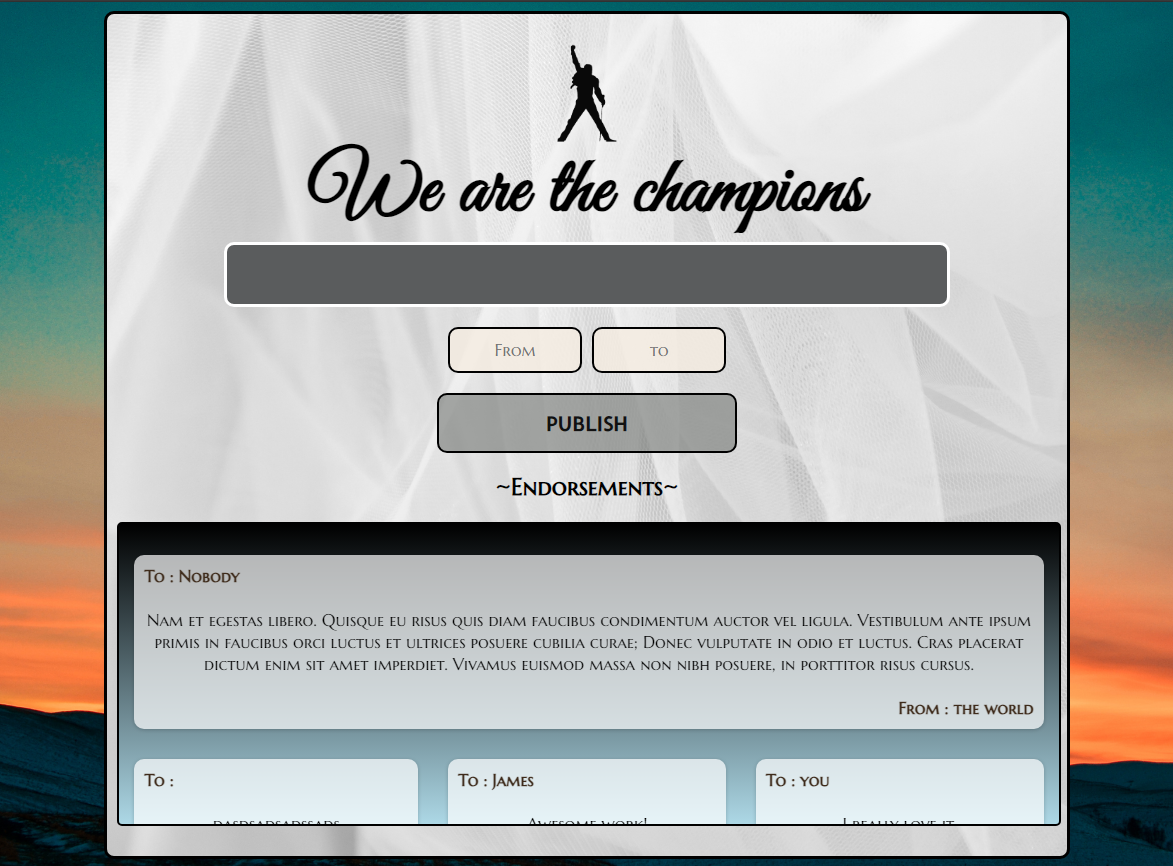 We are the champions
From
to
PUBLISH
~Endorsements~
To : Nobody
Nam et egestas libero. Quisque eu risus quis diam faucibus condimentum auctor vel ligula. Vestibulum ante ipsum
primis in faucibus orci luctus et ultrices posuere cubilia curae; Donec vulputate in odio et luctus. Cras placerat
dictum enim sit amet imperdiet. Vivamus euismod massa non nibh posuere, in porttitor risus cursus.
From : the world
To :
To : James
To : you
Awesome work!
I really love it